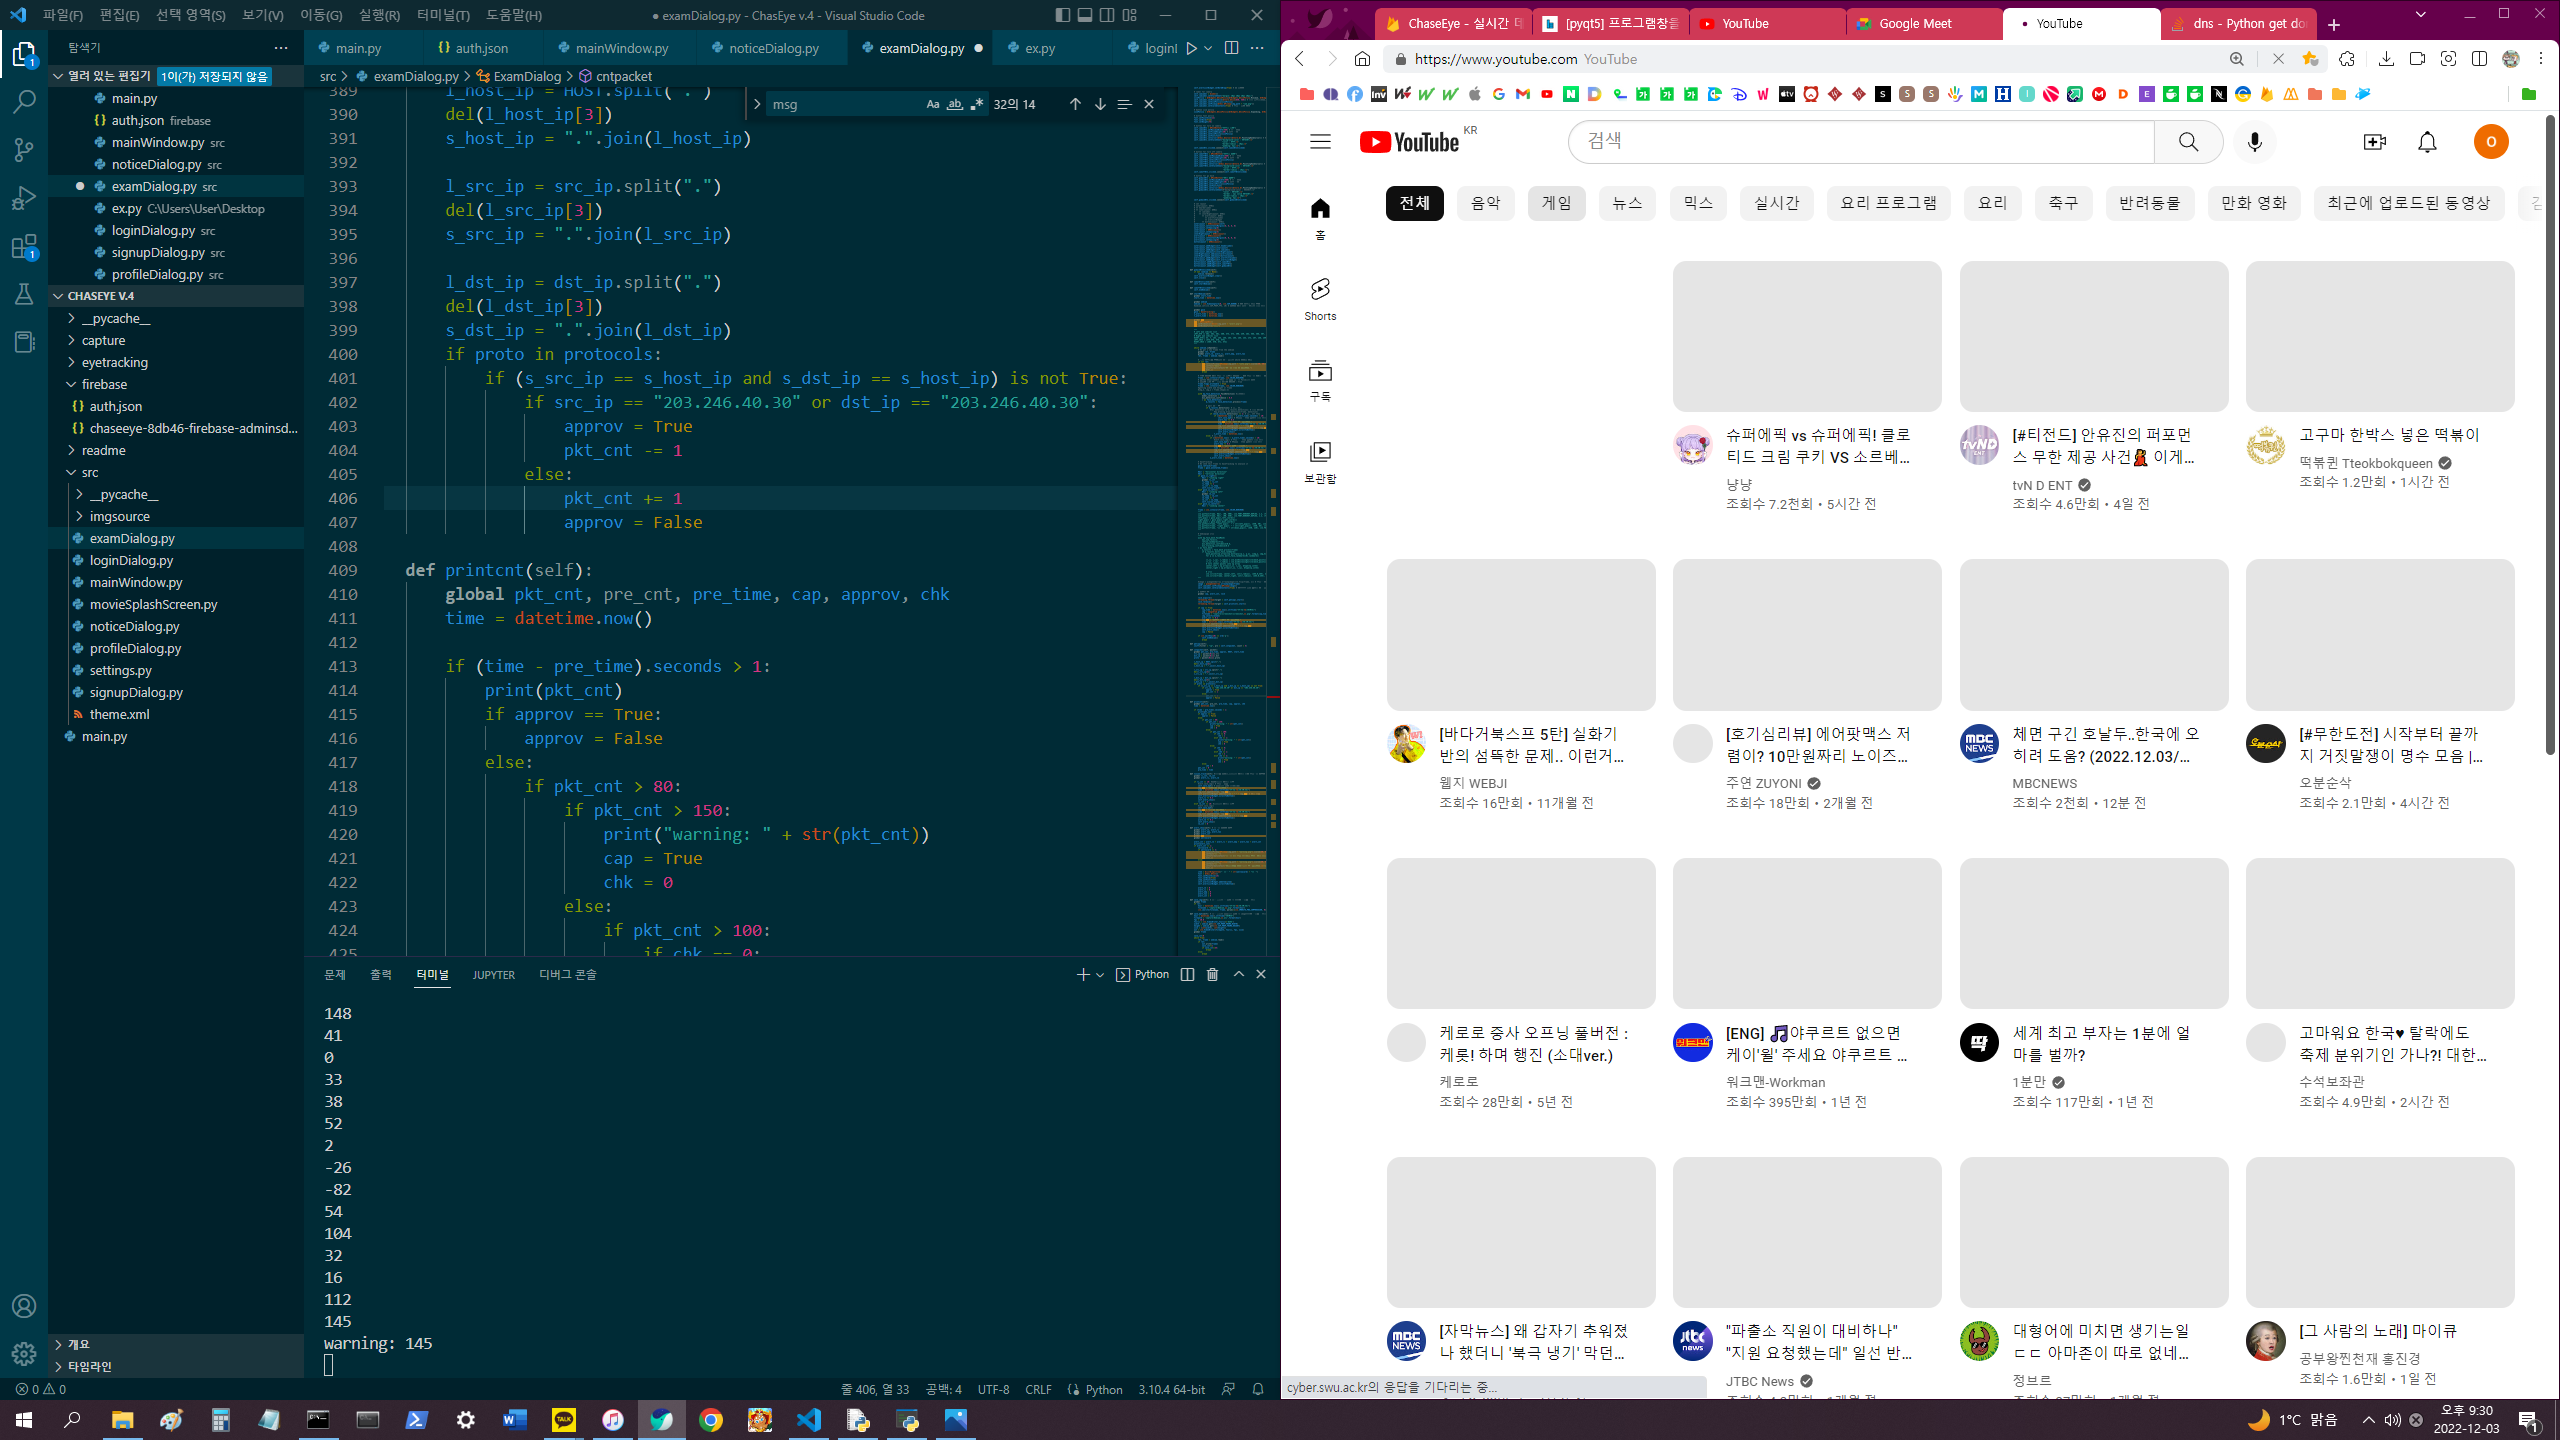 파일(F) 편집(E) 선택 영역(S) 보기(V) 이동(G) 실행(R) 터미널(T) 도움말(H)
● examDialog.py - ChasEye v.4 - Visual Studio Code
탐색기
열려 있는 편집기 1이(가) 저장되지 않음
main.py
auth.json firebase
mainWindow.py src
noticeDialog.py src
examDialog.py src
ex.py C:\Users\User\Desktop
loginDialog.py src
signupDialog.py src
profileDialog.py src
CHASEYE V.4
__pycache__
capture
eyetracking
firebase
auth.json
chaseeye-8db46-firebase-adminsd...
readme
src
__pycache__
imgsource
examDialog.py
loginDialog.py
mainWindow.py
movieSplashScreen.py
noticeDialog.py
profileDialog.py
settings.py
signupDialog.py
theme.xml
main.py
개요
타임라인
main.py auth.json mainWindow.py noticeDialog.py examDialog.py ex.py loginI
src > examDialog.py > ExamDialog > cntpacket
msg Aa ab 32의 14
389 l_host_ip = HOST.split(".")
390 del(l_host_ip[3])
391 s_host_ip = ".".join(l_host_ip)
392
393 l_src_ip = src_ip.split(".")
394 del(l_src_ip[3])
395 s_src_ip = ".".join(l_src_ip)
396
397 l_dst_ip = dst_ip.split(".")
398 del(l_dst_ip[3])
399 s_dst_ip = ".".join(l_dst_ip)
400 if proto in protocols:
401 if (s_src_ip == s_host_ip and s_dst_ip == s_host_ip) is not True:
402 if src_ip == "203.246.40.30" or dst_ip == "203.246.40.30":
403 approv = True
404 pkt_cnt -= 1
405 else:
406 pkt_cnt += 1
407 approv = False
408
409 def printcnt(self):
410 global pkt_cnt, pre_cnt, pre_time, cap, approv, chk
411 time = datetime.now()
412
413 if (time - pre_time).seconds > 1:
414 print(pkt_cnt)
415 if approv == True:
416 approv = False
417 else:
418 if pkt_cnt > 80:
419 if pkt_cnt > 150:
420 print("warning: " + str(pkt_cnt))
421 cap = True
422 chk = 0
423 else:
424 if pkt_cnt > 100:
425 if chk == 0:
문제 출력 터미널 JUPYTER 디버그 콘솔
Python
148
41
0
33
38
52
2
-26
-82
54
104
32
16
112
145
warning: 145
0 0
줄 406, 열 33 공백: 4 UTF-8 CRLF Python 3.10.4 64-bit
ChaseEye - 실시간 데
[pyqt5] 프로그램창을
YouTube
Google Meet
YouTube
dns - Python get do
https://www.youtube.com YouTube
YouTube KR
검색
홈
Shorts
구독
보관함
전체 음악 게임 뉴스 믹스 실시간 요리 프로그램 요리 축구 반려동물 만화 영화 최근에 업로드된 동영상
슈퍼에픽 vs 슈퍼에픽! 클로
티드 크림 쿠키 VS 소르베...
냥냥
조회수 7.2천회 • 5시간 전
[#티전드] 안유진의 퍼포먼
스 무한 제공 사건💃 이게...
tvN D ENT
조회수 4.6만회 • 4일 전
고구마 한박스 넣은 떡볶이
떡볶퀸 Tteokbokqueen
조회수 1.2만회 • 1시간 전
[바다거북스프 5탄] 실화기
반의 섬뜩한 문제.. 이런거...
웹지 WEBJI
조회수 16만회 • 11개월 전
[호기심리뷰] 에어팟맥스 저
렴이? 10만원짜리 노이즈...
주연 ZUYONI
조회수 18만회 • 2개월 전
체면 구긴 호날두..한국에 오
히려 도움? (2022.12.03/...
MBCNEWS
조회수 2천회 • 12분 전
[#무한도전] 시작부터 끝까
지 거짓말쟁이 명수 모음 |...
오분순삭
조회수 2.1만회 • 4시간 전
케로로 중사 오프닝 풀버전 :
케롯! 하며 행진 (소대ver.)
케로로
조회수 28만회 • 5년 전
[ENG] 🎵야쿠르트 없으면
케이'윌' 주세요 야쿠르트 ...
워크맨-Workman
조회수 395만회 • 1년 전
세계 최고 부자는 1분에 얼
마를 벌까?
1분만
조회수 117만회 • 1년 전
고마워요 한국♥ 탈락에도
축제 분위기인 가나?! 대한...
수석보좌관
조회수 4.9만회 • 2시간 전
[자막뉴스] 왜 갑자기 추워졌
나 했더니 '북극 냉기' 막던...
"파출소 직원이 대비하나"
"지원 요청했는데" 일선 반...
JTBC News
대형어에 미치면 생기는일
ㄷㄷ 아마존이 따로 없네...
정브르
[그 사람의 노래] 마이큐
공부왕찐천재 홍진경
조회수 1.6만회 • 1일 전
cyber.swu.ac.kr의 응답을 기다리는 중...
1°C 맑음
오후 9:30
2022-12-03